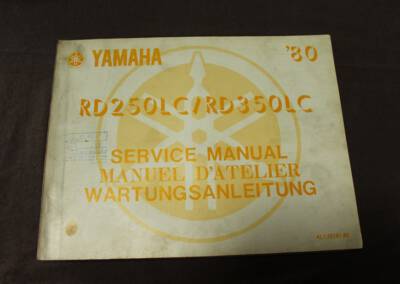 YAMAHA '80
RD250LC/RD350LC
SERVICE MANUAL
MANUEL D'ATELIER
WARTUNGSANLEITUNG